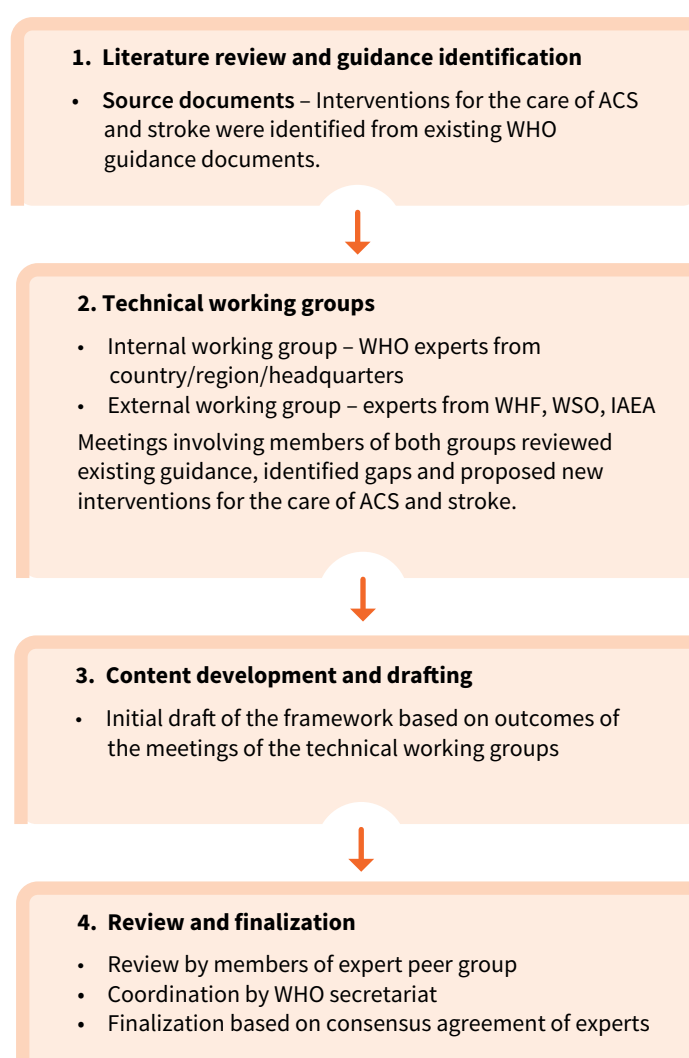 1. Literature review and guidance identification
• Source documents – Interventions for the care of ACS
and stroke were identified from existing WHO
guidance documents.
2. Technical working groups
• Internal working group – WHO experts from
country/region/headquarters
• External working group – experts from WHF, WSO, IAEA
Meetings involving members of both groups reviewed
existing guidance, identified gaps and proposed new
interventions for the care of ACS and stroke.
3. Content development and drafting
• Initial draft of the framework based on outcomes of
the meetings of the technical working groups
4. Review and finalization
• Review by members of expert peer group
• Coordination by WHO secretariat
• Finalization based on consensus agreement of experts